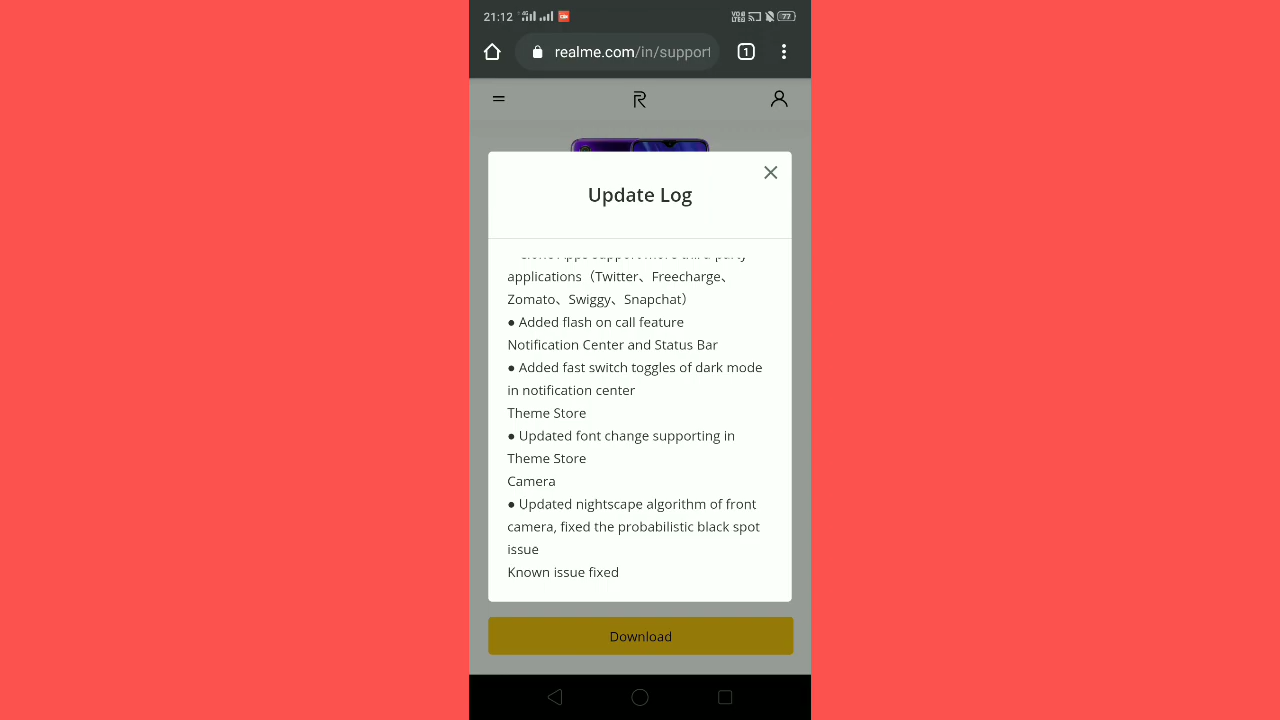 21:12
77
realme.com/in/support
1
Update Log
applications（Twitter、Freecharge、
Zomato、Swiggy、Snapchat）
● Added flash on call feature
Notification Center and Status Bar
● Added fast switch toggles of dark mode
in notification center
Theme Store
● Updated font change supporting in
Theme Store
Camera
● Updated nightscape algorithm of front
camera, fixed the probabilistic black spot
issue
Known issue fixed
Download